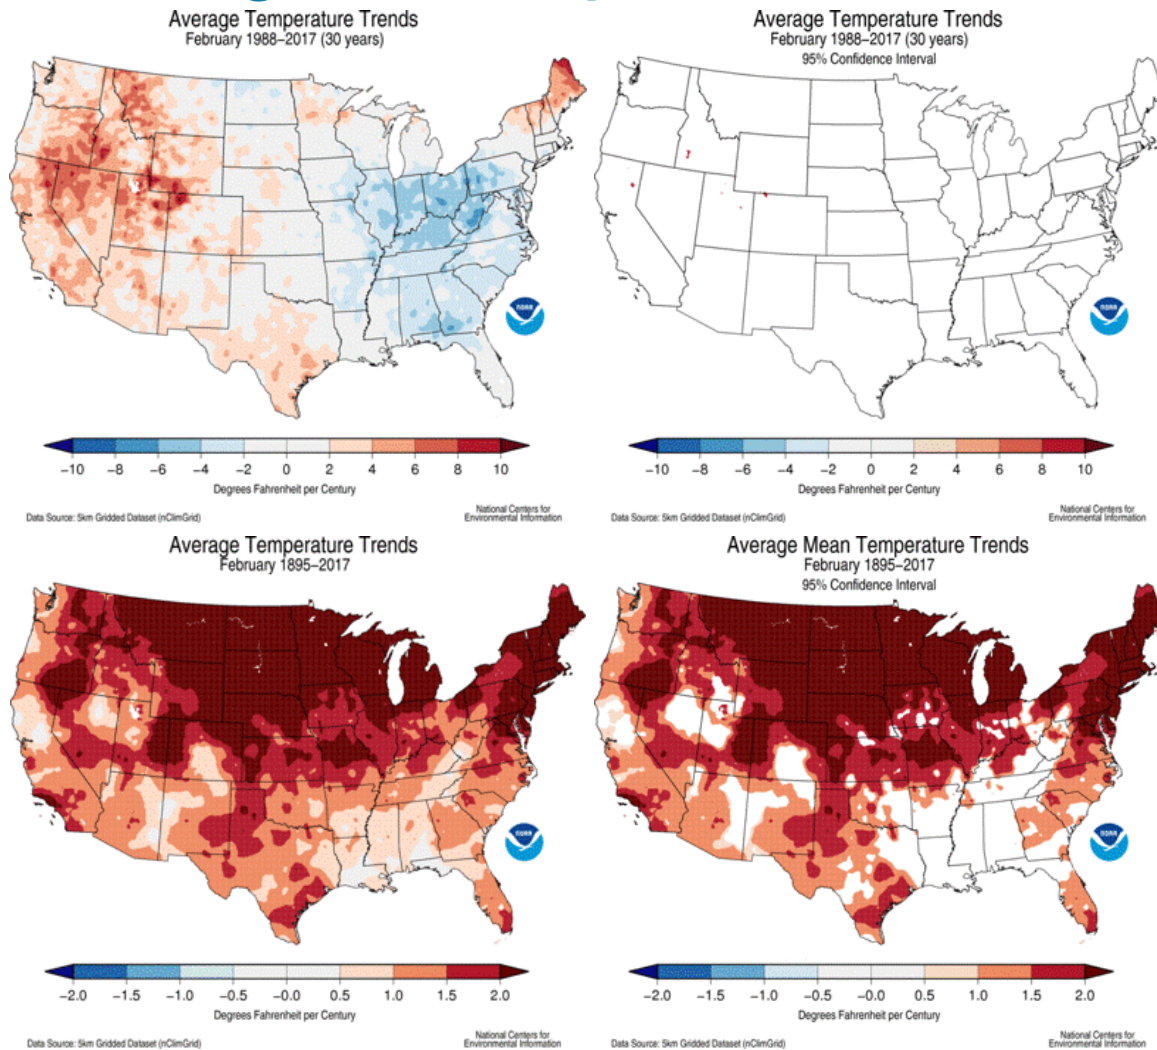 Average Temperature Trends
February 1988–2017 (30 years)
−10 −8 −6 −4 −2 0 2 4 6 8 10
Degrees Fahrenheit per Century
Data Source: 5km Gridded Dataset (nClimGrid)
National Centers for
Environmental Information
noaa
Average Temperature Trends
February 1988–2017 (30 years)
95% Confidence Interval
−10 −8 −6 −4 −2 0 2 4 6 8 10
Degrees Fahrenheit per Century
Data Source: 5km Gridded Dataset (nClimGrid)
National Centers for
Environmental Information
noaa
Average Temperature Trends
February 1895–2017
−2.0 −1.5 −1.0 −0.5 −0.0 0.5 1.0 1.5 2.0
Degrees Fahrenheit per Century
Data Source: 5km Gridded Dataset (nClimGrid)
National Centers for
Environmental Information
noaa
Average Mean Temperature Trends
February 1895–2017
95% Confidence Interval
−2.0 −1.5 −1.0 −0.5 −0.0 0.5 1.0 1.5 2.0
Degrees Fahrenheit per Century
Data Source: 5km Gridded Dataset (nClimGrid)
National Centers for
Environmental Information
noaa